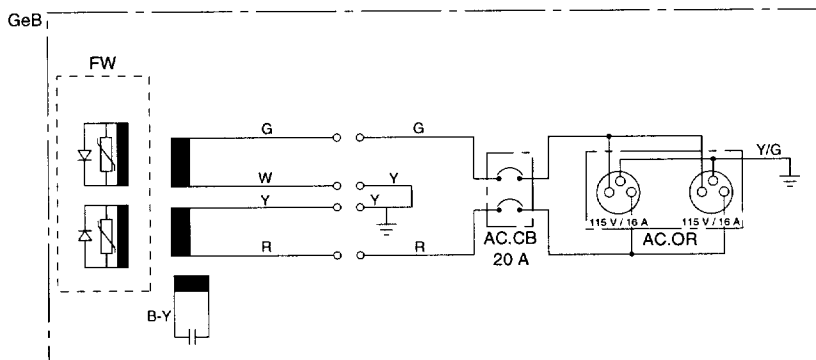 GeB
FW
G
G
W
Y
Y
Y
R
R
B-Y
AC.CB
20 A
Y/G
115 V / 16 A
115 V / 16 A
AC.OR